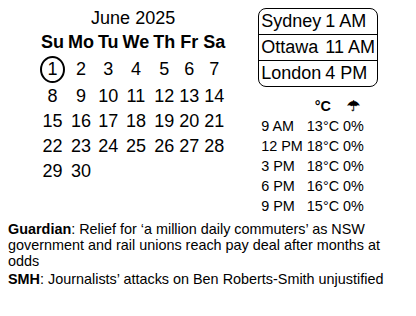 June 2025
Su Mo Tu We Th Fr Sa
1 2 3 4 5 6 7
8 9 10 11 12 13 14
15 16 17 18 19 20 21
22 23 24 25 26 27 28
29 30
Sydney 1 AM
Ottawa 11 AM
London 4 PM
°C ☂
9 AM 13°C 0%
12 PM 18°C 0%
3 PM 18°C 0%
6 PM 16°C 0%
9 PM 15°C 0%
Guardian: Relief for ‘a million daily commuters’ as NSW
government and rail unions reach pay deal after months at
odds
SMH: Journalists’ attacks on Ben Roberts-Smith unjustified